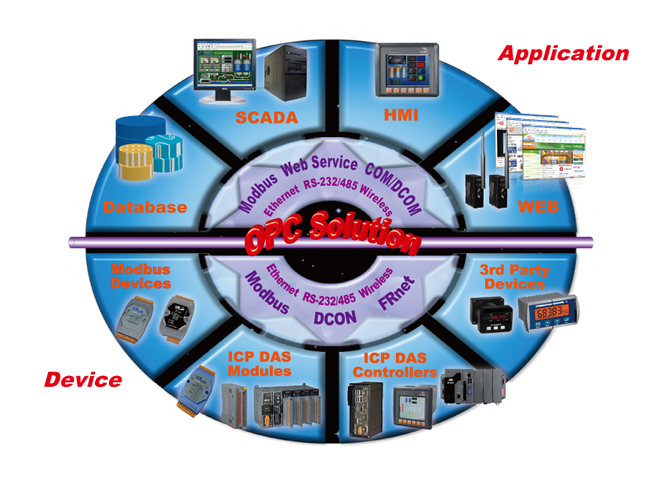 Application
SCADA
HMI
Database
WEB
Modbus Web Service COM/DCOM
Ethernet RS-232/485 Wireless
OPC Solution
Ethernet RS-232/485 Wireless
Modbus DCON FRnet
Modbus
Devices
3rd Party
Devices
ICP DAS
Modules
ICP DAS
Controllers
Device